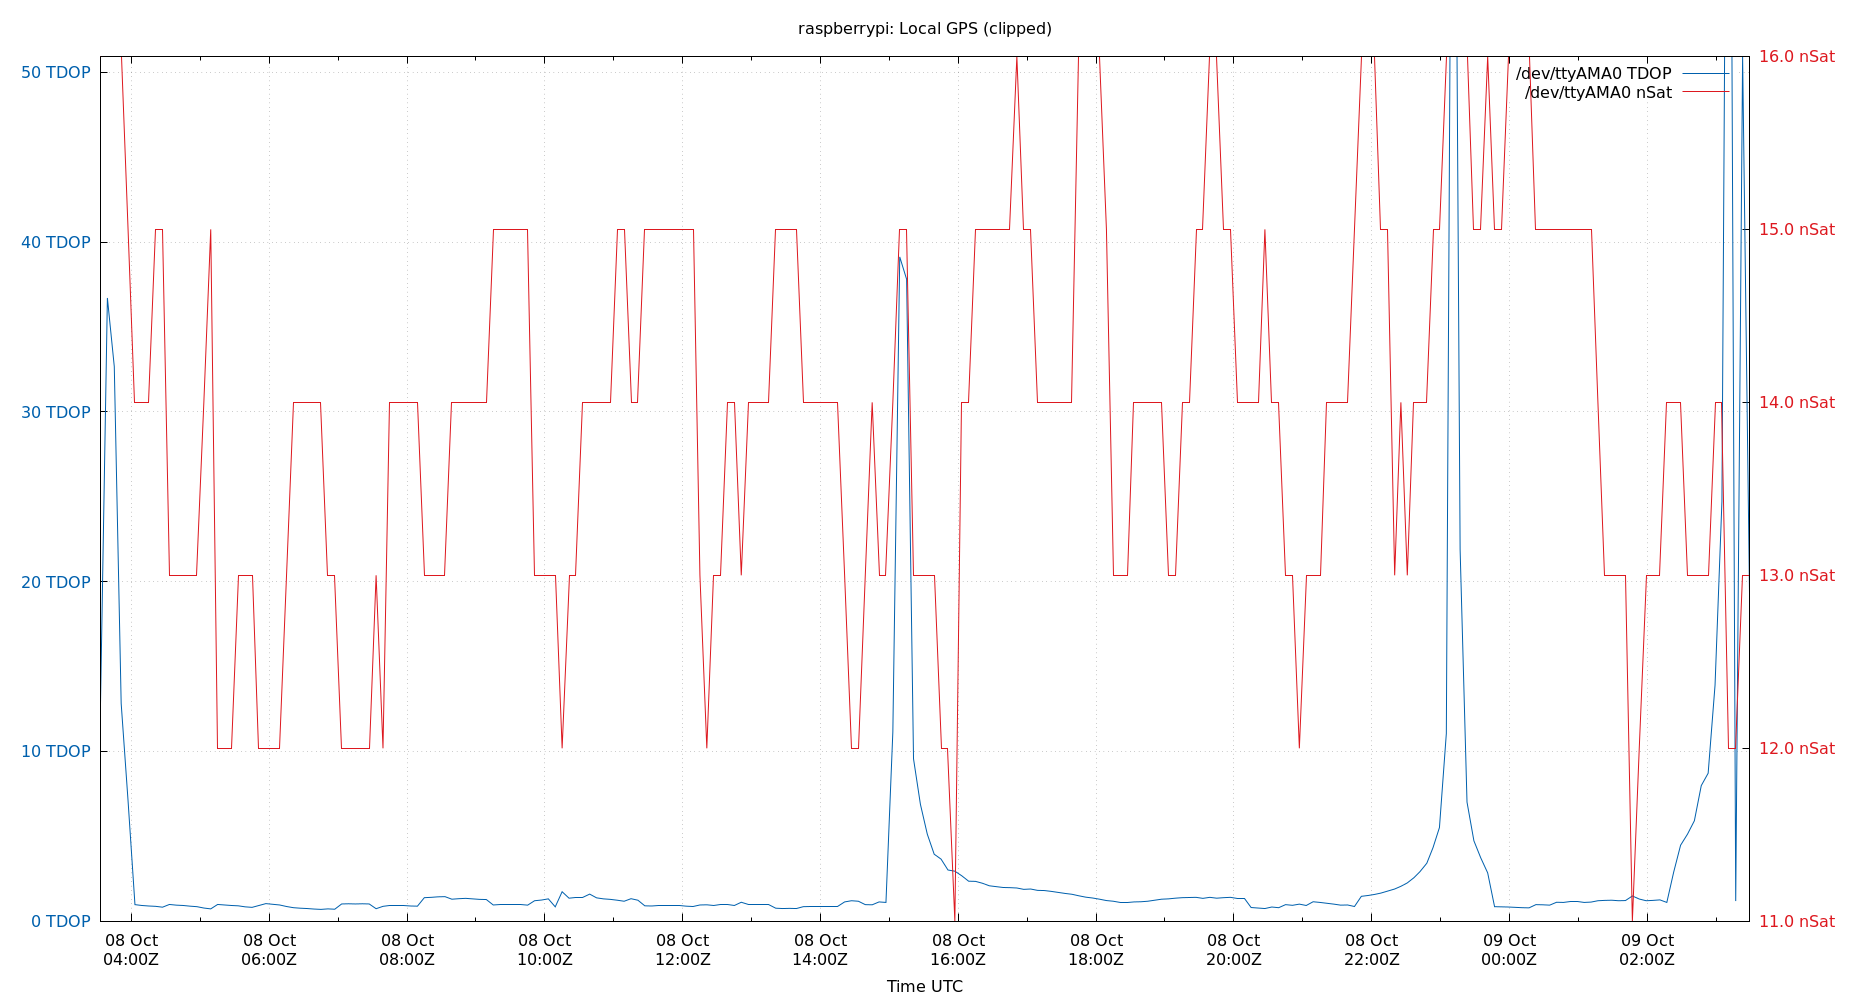 raspberrypi: Local GPS (clipped)
50 TDOP
40 TDOP
30 TDOP
20 TDOP
10 TDOP
0 TDOP
16.0 nSat
15.0 nSat
14.0 nSat
13.0 nSat
12.0 nSat
11.0 nSat
/dev/ttyAMA0 TDOP
/dev/ttyAMA0 nSat
08 Oct 08 Oct 08 Oct 08 Oct 08 Oct 08 Oct 08 Oct 08 Oct 08 Oct 08 Oct 09 Oct 09 Oct
04:00Z 06:00Z 08:00Z 10:00Z 12:00Z 14:00Z 16:00Z 18:00Z 20:00Z 22:00Z 00:00Z 02:00Z
Time UTC